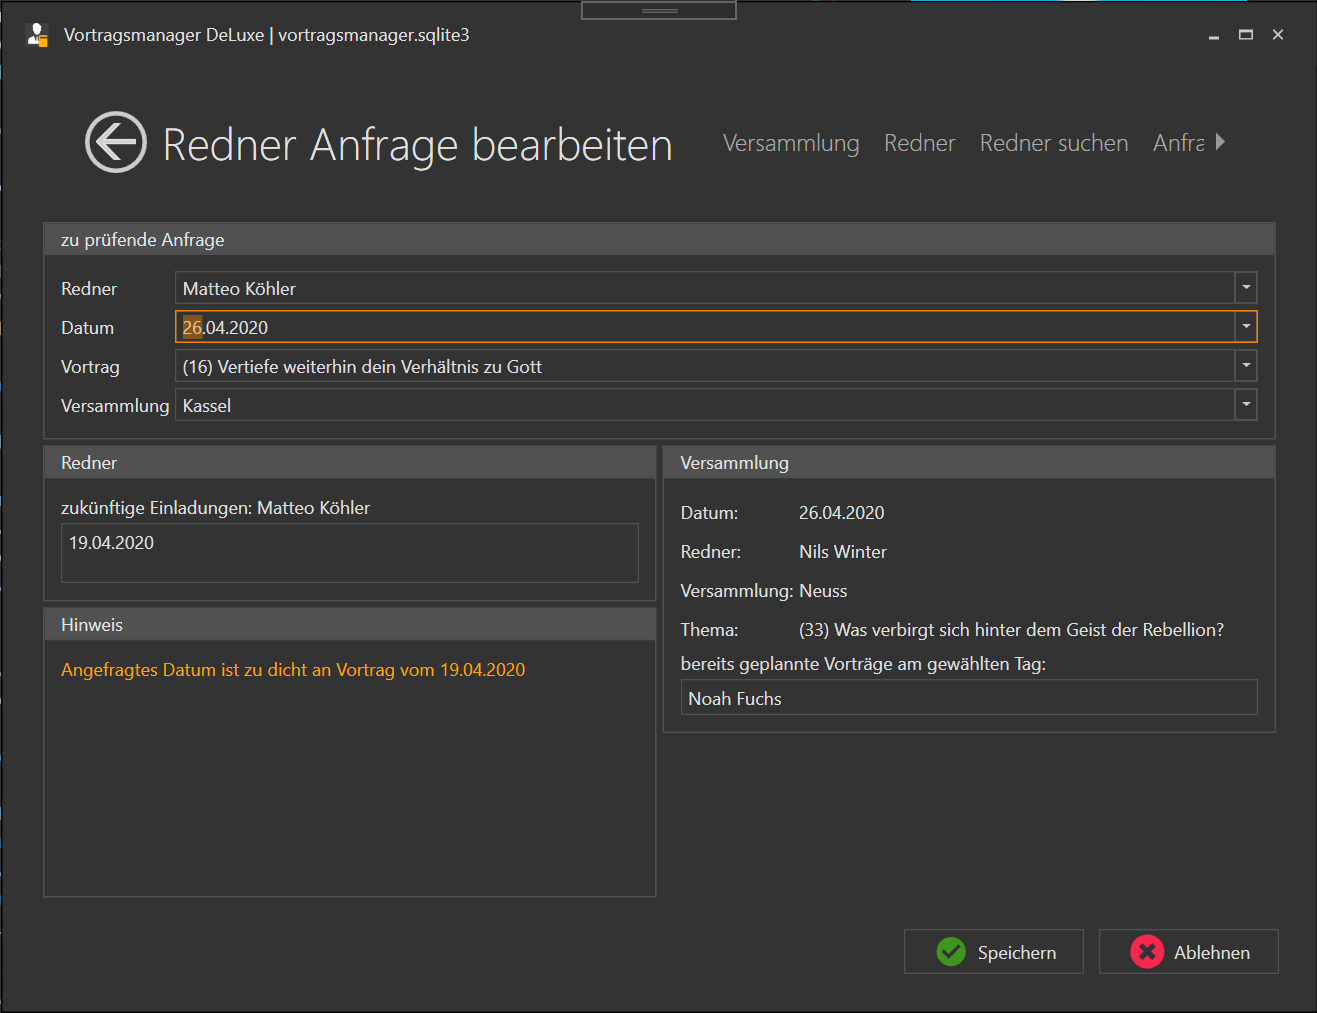 Vortragsmanager DeLuxe | vortragsmanager.sqlite3
Redner Anfrage bearbeiten
Versammlung Redner Redner suchen Anfra
zu prüfende Anfrage
Redner Matteo Köhler
Datum 26.04.2020
Vortrag (16) Vertiefe weiterhin dein Verhältnis zu Gott
Versammlung Kassel
Redner
zukünftige Einladungen: Matteo Köhler
19.04.2020
Hinweis
Angefragtes Datum ist zu dicht an Vortrag vom 19.04.2020
Versammlung
Datum: 26.04.2020
Redner: Nils Winter
Versammlung: Neuss
Thema: (33) Was verbirgt sich hinter dem Geist der Rebellion?
bereits geplannte Vorträge am gewählten Tag:
Noah Fuchs
Speichern Ablehnen